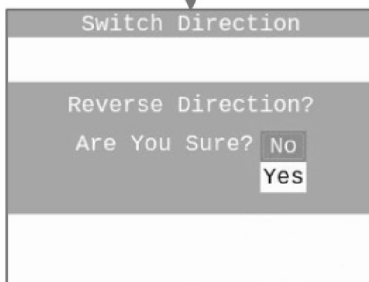 Switch Direction
Reverse Direction?
Are You Sure? No
Yes